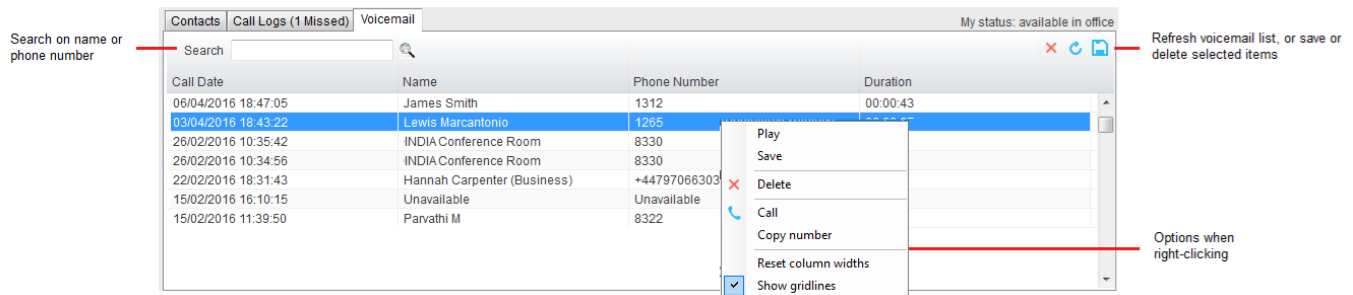 Contacts Call Logs (1 Missed) Voicemail My status: available in office
Search on name or
phone number
Search
Refresh voicemail list, or save or
delete selected items
Call Date Name Phone Number Duration
06/04/2016 18:47:05 James Smith 1312 00:00:43
03/04/2016 18:43:22 Lewis Marcantonio 1265
26/02/2016 10:35:42 INDIA Conference Room 8330
26/02/2016 10:34:56 INDIA Conference Room 8330
22/02/2016 18:31:43 Hannah Carpenter (Business) +44797066303
15/02/2016 16:10:15 Unavailable Unavailable
15/02/2016 11:39:50 Parvathi M 8322
Play
Save
Delete
Call
Copy number
Reset column widths
Show gridlines
Options when
right-clicking